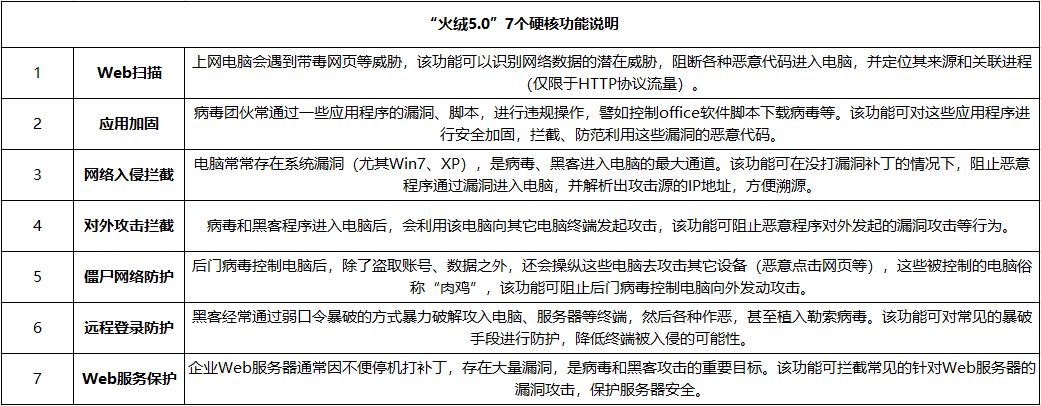 “火绒5.0”7个硬核功能说明
1
Web扫描
上网电脑会遇到带毒网页等威胁，该功能可以识别网络数据的潜在威胁，阻断各种恶意代码进入电脑，并定位其来源和关联进程
(仅限于HTTP协议流量）。
2
应用加固
病毒团伙常通过一些应用程序的漏洞、脚本，进行违规操作，譬如控制office软件脚本下载病毒等。该功能可对这些应用程序进
行安全加固，拦截、防范利用这些漏洞的恶意代码。
3
网络入侵拦截
电脑常常存在系统漏洞（尤其Win7、XP），是病毒、黑客进入电脑的最大通道。该功能可在没打漏洞补丁的情况下，阻止恶意
程序通过漏洞进入电脑，并解析出攻击源的IP地址，方便溯源。
4
对外攻击拦截
病毒和黑客程序进入电脑后，会利用该电脑向其它电脑终端发起攻击，该功能可阻止恶意程序对外发起的漏洞攻击等行为。
5
僵尸网络防护
后门病毒控制电脑后，除了盗取账号、数据之外，还会操纵这些电脑去攻击其它设备（恶意点击网页等），这些被控制的电脑俗
称“肉鸡”，该功能可阻止后门病毒控制电脑向外发动攻击。
6
远程登录防护
黑客经常通过弱口令暴破的方式暴力破解攻入电脑、服务器等终端，然后各种作恶，甚至植入勒索病毒。该功能可对常见的暴破
手段进行防护，降低终端被入侵的可能性。
7
Web服务保护
企业Web服务器通常因不便停机打补丁，存在大量漏洞，是病毒和黑客攻击的重要目标。该功能可拦截常见的针对Web服务器的
漏洞攻击，保护服务器安全。